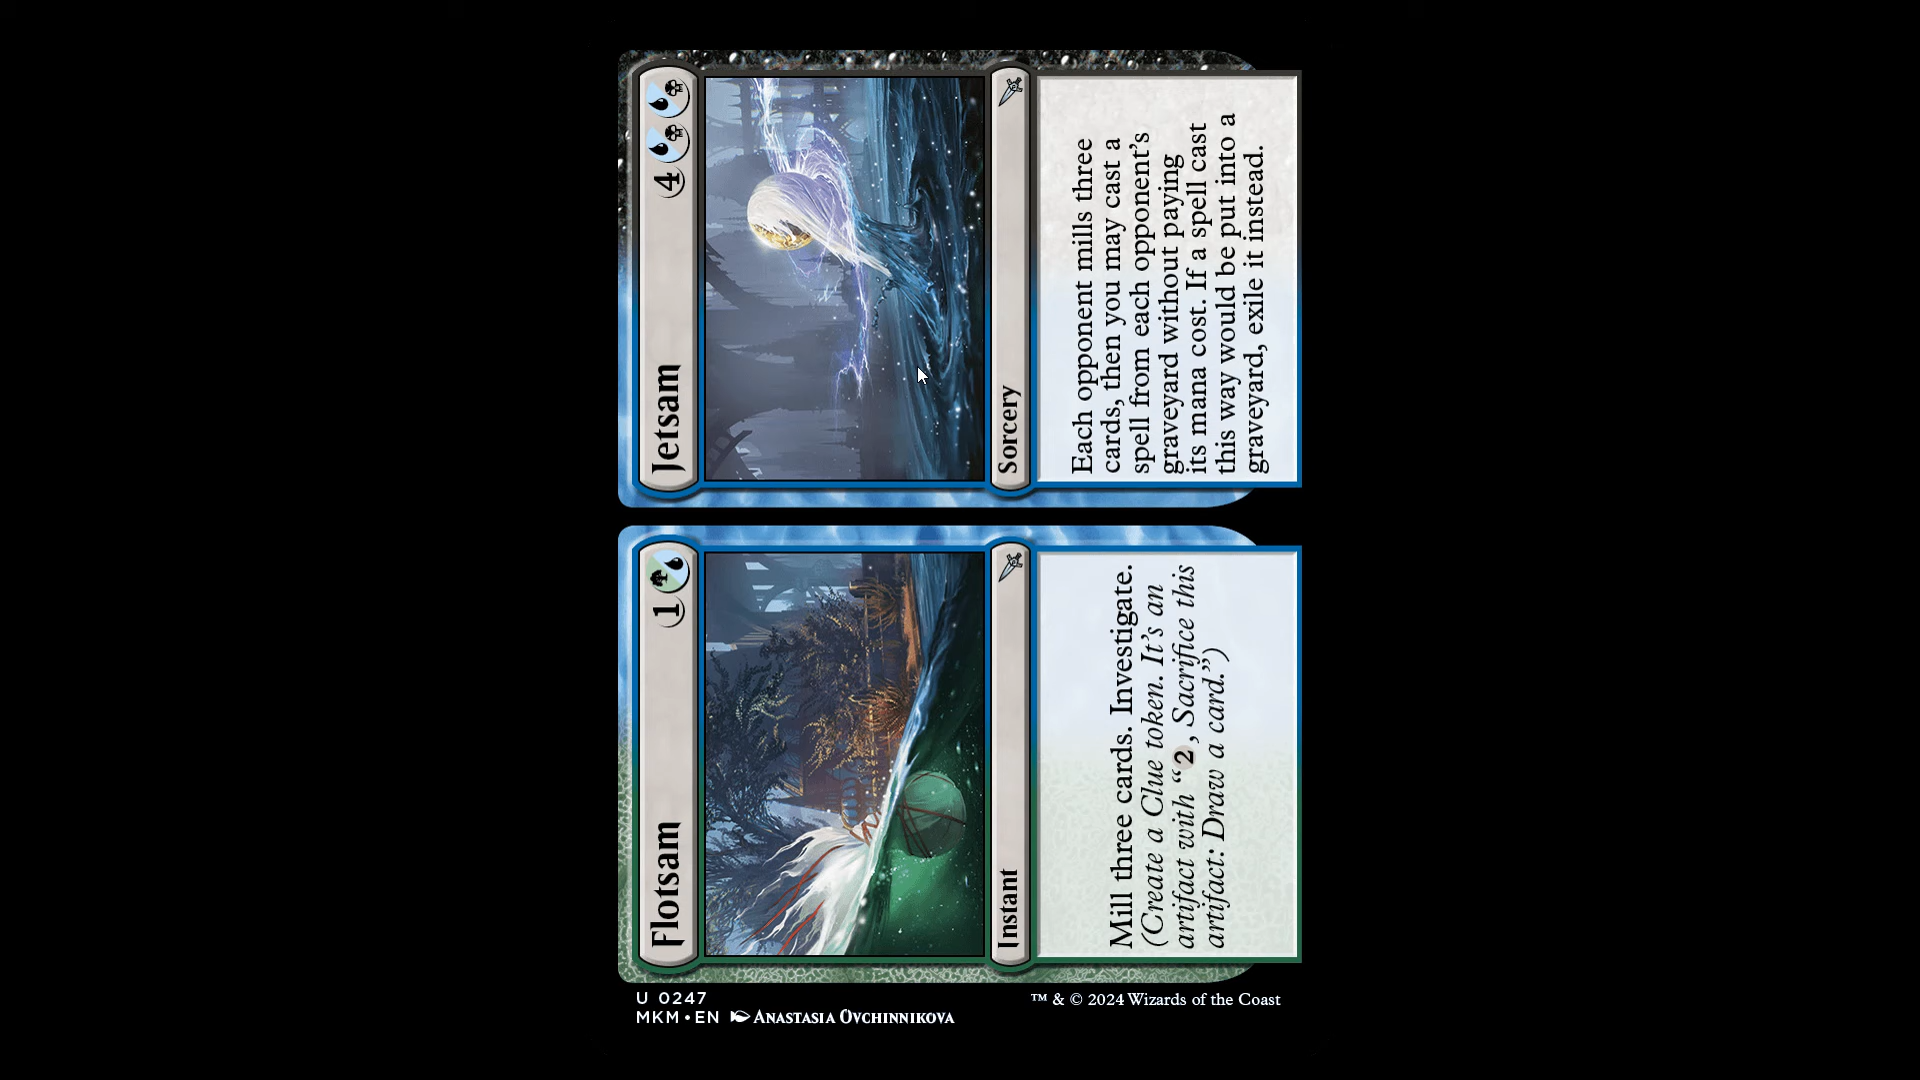 Flotsam
1
Instant
Mill three cards. Investigate.
(Create a Clue token. It's an
artifact with “2, Sacrifice this
artifact: Draw a card.”)
Jetsam
4
Sorcery
Each opponent mills three
cards, then you may cast a
spell from each opponent's
graveyard without paying
its mana cost. If a spell cast
this way would be put into a
graveyard, exile it instead.
U 0247
MKM • EN ANASTASIA OVCHINNIKOVA
™ & © 2024 Wizards of the Coast